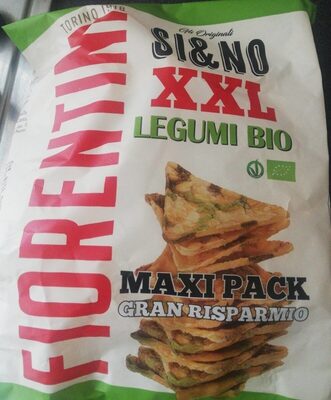 TORINO 1918
FIORENTINI
Gli Originali
SI&NO
XXL
LEGUMI BIO
MAXI PACK
GRAN RISPARMIO